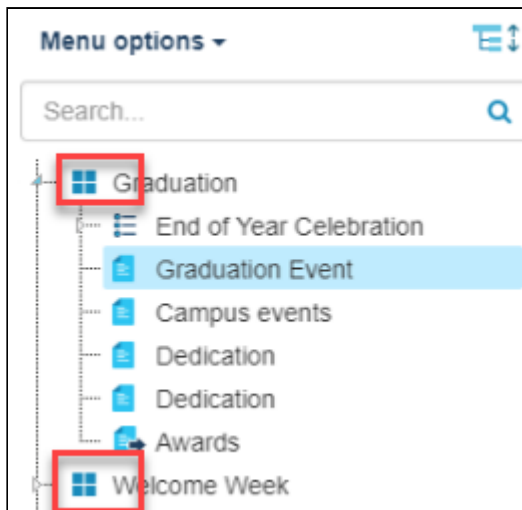 Menu options
Search...
Graduation
End of Year Celebration
Graduation Event
Campus events
Dedication
Dedication
Awards
Welcome Week